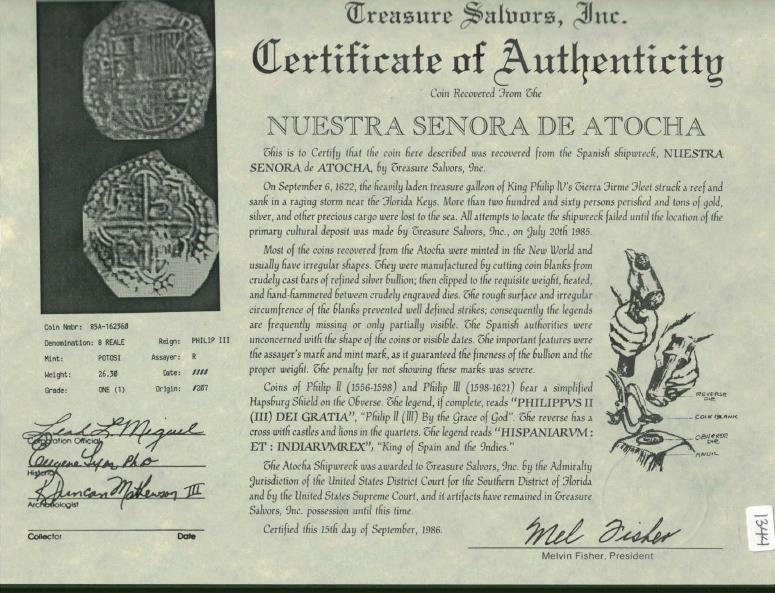 Treasure Salvors, Inc.
Certificate of Authenticity
Coin Recovered From The
NUESTRA SENORA DE ATOCHA
This is to Certify that the coin here described was recovered from the Spanish shipwreck, NUESTRA
SENORA de ATOCHA, by Treasure Salvors, Inc.
On September 6, 1622, the heavily laden treasure galleon of King Philip IV's Tierra Firme Fleet struck a reef and
sank in a raging storm near the Florida Keys. More than two hundred and sixty persons perished and tons of gold,
silver, and other precious cargo were lost to the sea. All attempts to locate the shipwreck failed until the location of the
primary cultural deposit was made by Treasure Salvors, Inc., on July 20th 1985.
Most of the coins recovered from the Atocha were minted in the New World and
usually have irregular shapes. They were manufactured by cutting coin blanks from
crudely cast bars of refined silver bullion; then clipped to the requisite weight, heated,
and hand-hammered between crudely engraved dies. The rough surface and irregular
circumfrence of the blanks prevented well defined strikes; consequently the legends
are frequently missing or only partially visible. The Spanish authorities were
unconcerned with the shape of the coins or visible dates. The important features were
the assayer's mark and mint mark, as it guaranteed the fineness of the bullion and the
proper weight. The penalty for not showing these marks was severe.
Coins of Philip II (1556-1598) and Philip III (1598-1621) bear a simplified
Hapsburg Shield on the Obverse. The legend, if complete, reads "PHILIPPVS II
(III) DEI GRATIA", "Philip II (III) By the Grace of God". The reverse has a
cross with castles and lions in the quarters. The legend reads "HISPANIARVM :
ET : INDIARVMREX", "King of Spain and the Indies."
The Atocha Shipwreck was awarded to Treasure Salvors, Inc. by the Admiralty
Jurisdiction of the United States District Court for the Southern District of Florida
and by the United States Supreme Court, and it artifacts have remained in Treasure
Salvors, Inc. possession until this time.
Certified this 15th day of September, 1986.
Coin Nmbr: 85A-162360
Denomination: 8 REALE Reign: PHILIP III
Mint: POTOSI Assayer: R
Weight: 26.30 Date: ////
Grade: ONE (1) Origin: #207
Leah L Miguel
Corporation Official
Eugene Lyon PhD
Historian
R Duncan Mathewson III
Archaeologist
Collector Date
REVERSE
DIE
COIN BLANK
OBVERSE
DIE
ANVIL
Mel Fisher
Melvin Fisher, President
1344